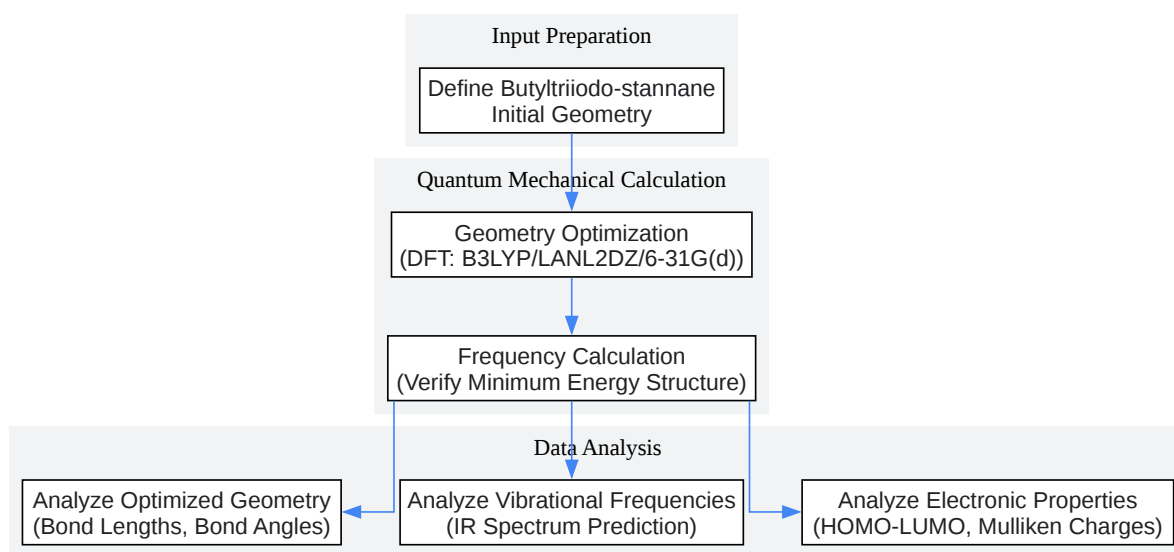 Input Preparation
Define Butyltriiodo-stannane
Initial Geometry
Quantum Mechanical Calculation
Geometry Optimization
(DFT: B3LYP/LANL2DZ/6-31G(d))
Frequency Calculation
(Verify Minimum Energy Structure)
Data Analysis
Analyze Optimized Geometry
(Bond Lengths, Bond Angles)
Analyze Vibrational Frequencies
(IR Spectrum Prediction)
Analyze Electronic Properties
(HOMO-LUMO, Mulliken Charges)